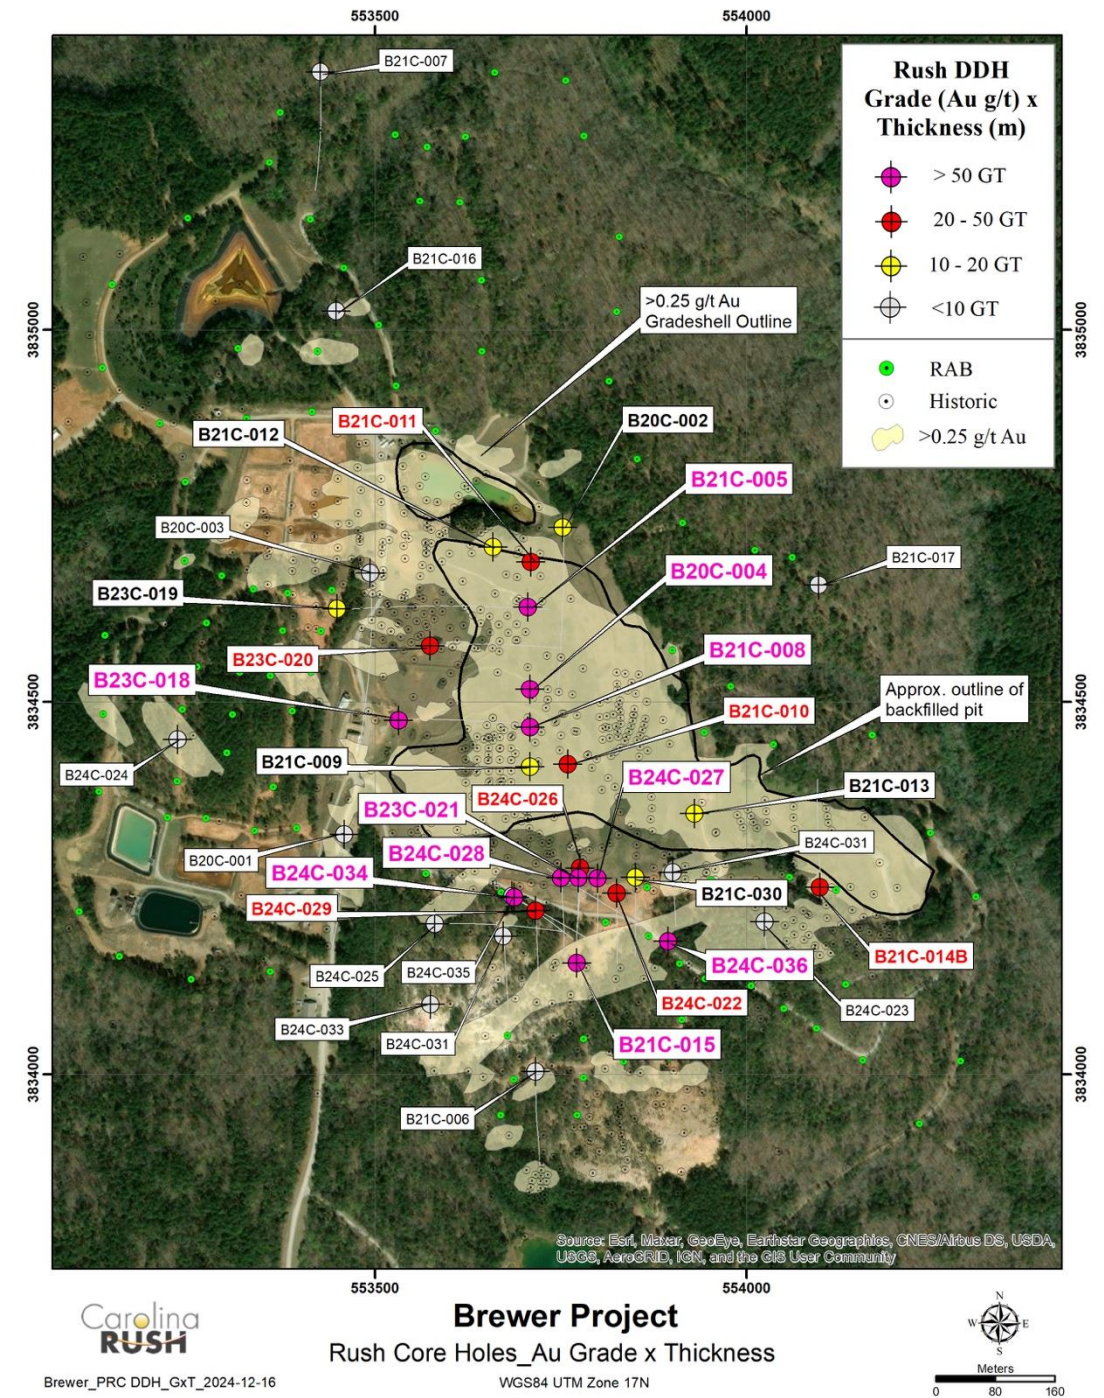 553500
554000
B21C-007
Rush DDH
Grade (Au g/t) x
Thickness (m)
> 50 GT
20 - 50 GT
10 - 20 GT
<10 GT
RAB
Historic
>0.25 g/t Au
B21C-016
>0.25 g/t Au
Gradeshell Outline
3835000
3835000
B21C-011
B21C-012
B20C-002
B21C-005
B20C-003
B21C-017
B20C-004
B23C-019
B21C-008
B23C-020
B23C-018
Approx. outline of
backfilled pit
3834500
3834500
B21C-010
B24C-024
B21C-009
B24C-027
B24C-026
B21C-013
B23C-021
B24C-031
B24C-028
B20C-001
B24C-034
B21C-030
B24C-029
B21C-014B
B24C-036
B24C-025
B24C-035
B24C-022
B24C-023
B24C-033
B24C-031
B21C-015
3834000
3834000
B21C-006
Source: Esri, Maxar, GeoEye, Earthstar Geographics, CNES/Airbus DS, USDA,
USGS, AeroGRID, IGN, and the GIS User Community
553500
554000
Carolina
RUSH
Brewer Project
Rush Core Holes_Au Grade x Thickness
Brewer_PRC DDH_GxT_2024-12-16
WGS84 UTM Zone 17N
N
W
E
S
Meters
0
80
160